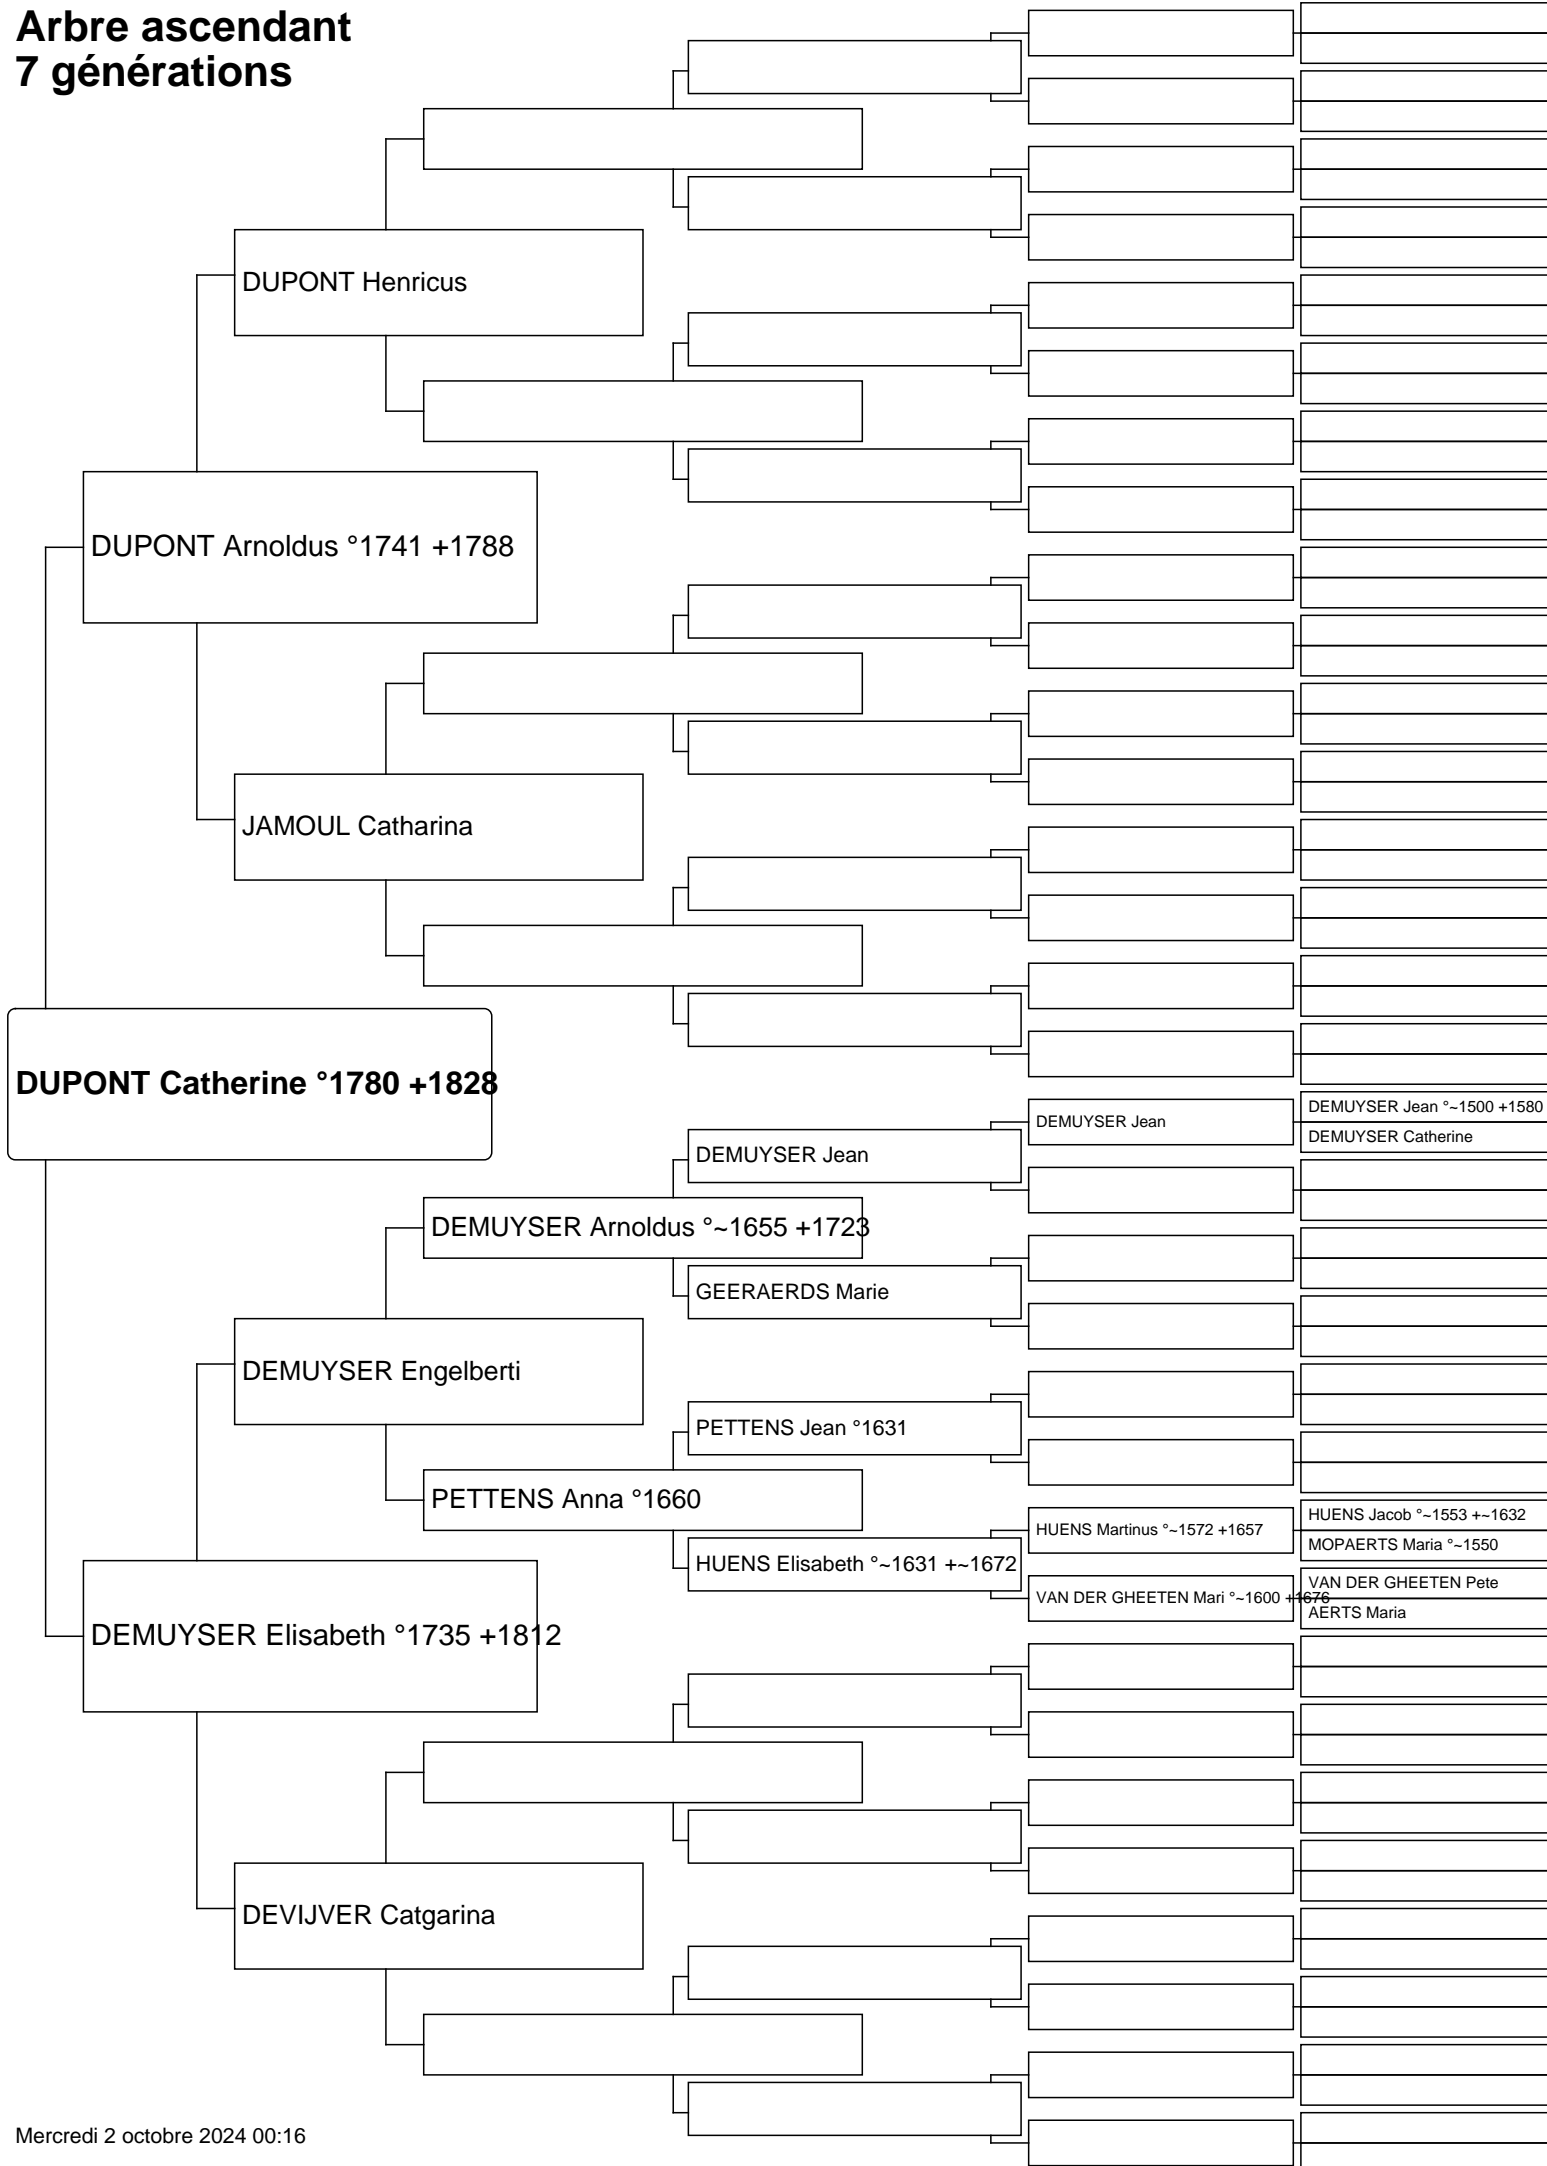 Arbre ascendant
7 générations
DUPONT Henricus
DUPONT Arnoldus °1741 +1788
JAMOUL Catharina
DUPONT Catherine °1780 +1828
DEMUYSER Jean °~1500 +1580
DEMUYSER Jean
DEMUYSER Catherine
DEMUYSER Jean
DEMUYSER Arnoldus °~1655 +1723
GEERAERDS Marie
DEMUYSER Engelberti
PETTENS Jean °1631
PETTENS Anna °1660
HUENS Jacob °~1553 +~1632
HUENS Martinus °~1572 +1657
MOPAERTS Maria °~1550
HUENS Elisabeth °~1631 +~1672
VAN DER GHEETEN Pete
VAN DER GHEETEN Mari °~1600 +1676
AERTS Maria
DEMUYSER Elisabeth °1735 +1812
DEVIJVER Catgarina
Mercredi 2 octobre 2024 00:16